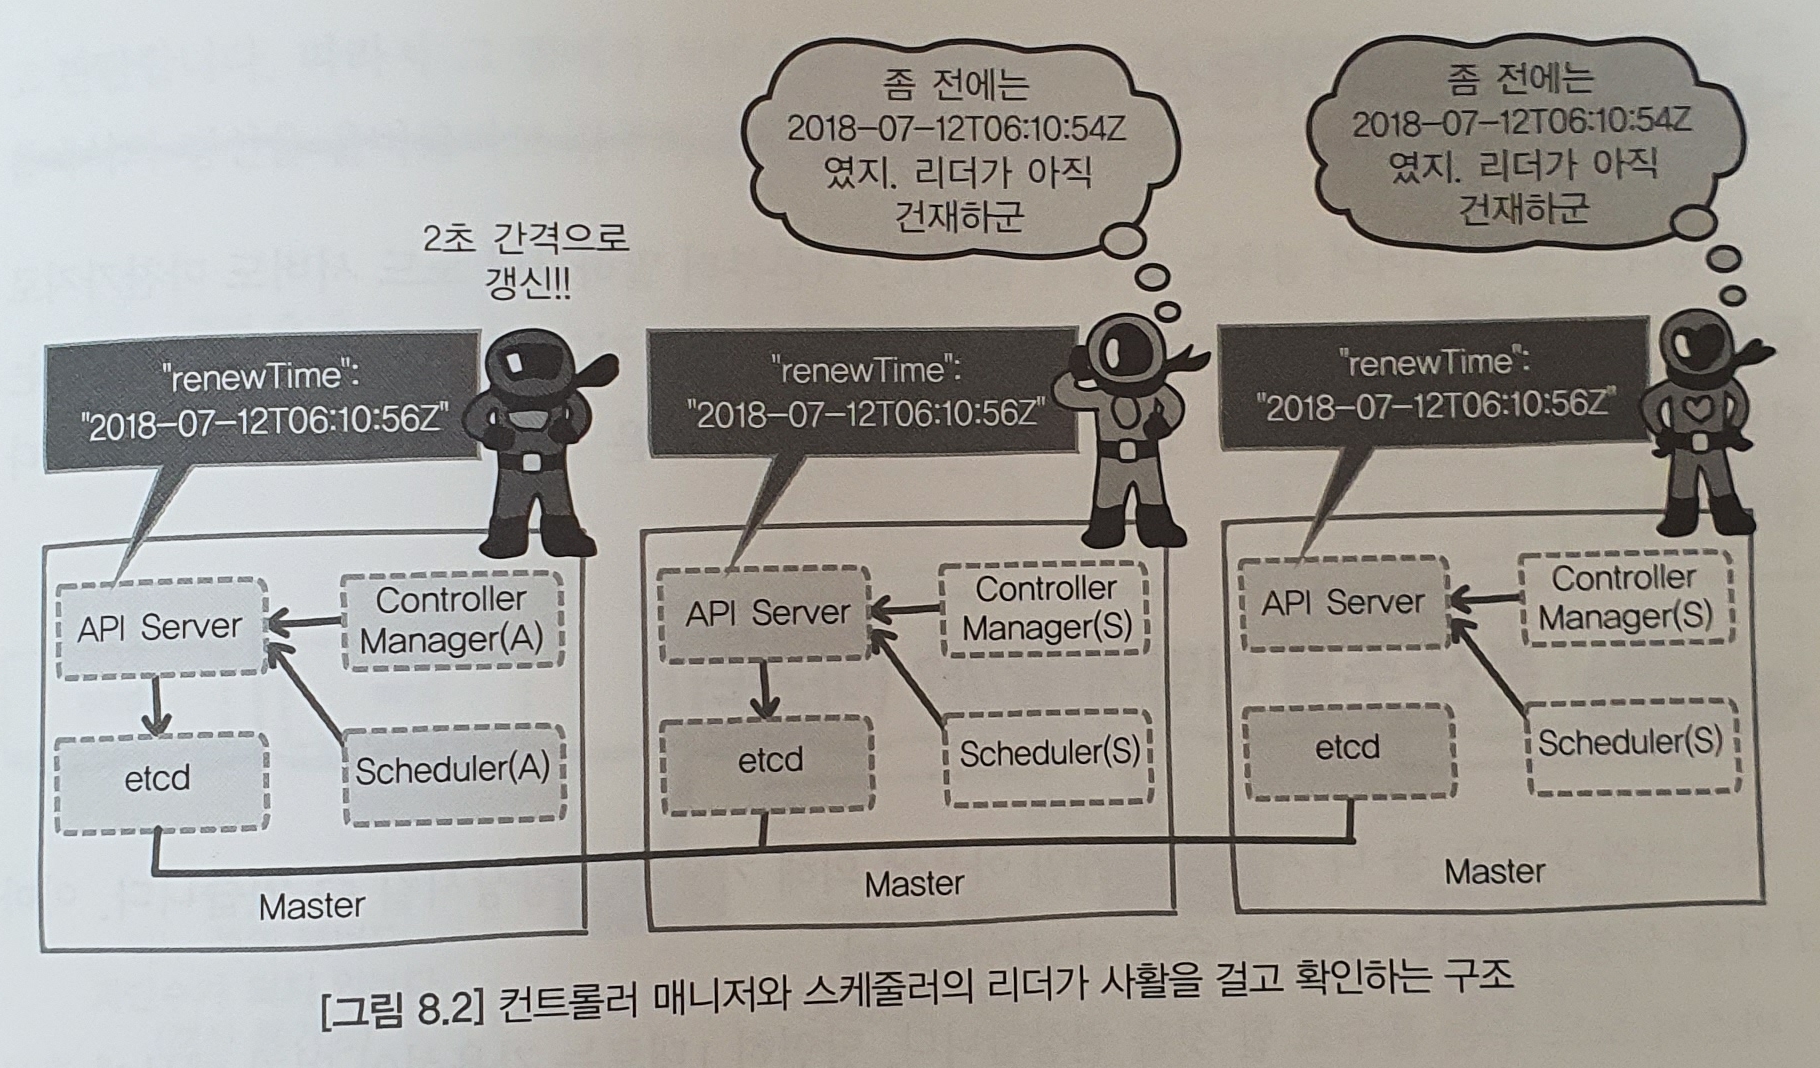 좀 전에는
2018-07-12T06:10:54Z
였지. 리더가 아직
건재하군
좀 전에는
2018-07-12T06:10:54Z
였지. 리더가 아직
건재하군
2초 간격으로
갱신!!
"renewTime":
"2018-07-12T06:10:56Z"
"renewTime":
"2018-07-12T06:10:56Z"
"renewTime":
"2018-07-12T06:10:56Z"
API Server
Controller
Manager(A)
etcd
Scheduler(A)
Master
API Server
Controller
Manager(S)
etcd
Scheduler(S)
Master
API Server
Controller
Manager(S)
etcd
Scheduler(S)
Master
[그림 8.2] 컨트롤러 매니저와 스케줄러의 리더가 사활을 걸고 확인하는 구조